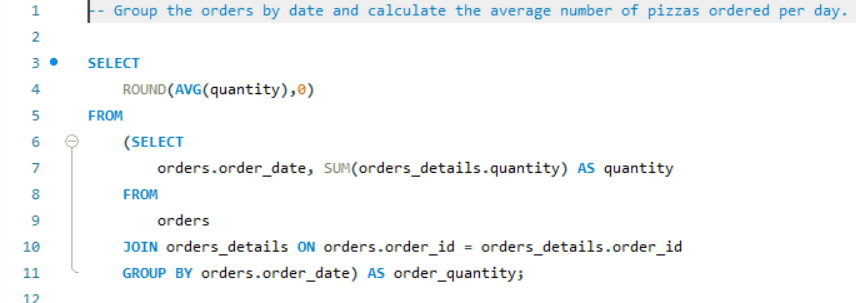 1 -- Group the orders by date and calculate the average number of pizzas ordered per day.
2
3 SELECT
4 ROUND(AVG(quantity),0)
5 FROM
6 (SELECT
7 orders.order_date, SUM(orders_details.quantity) AS quantity
8 FROM
9 orders
10 JOIN orders_details ON orders.order_id = orders_details.order_id
11 GROUP BY orders.order_date) AS order_quantity;
12